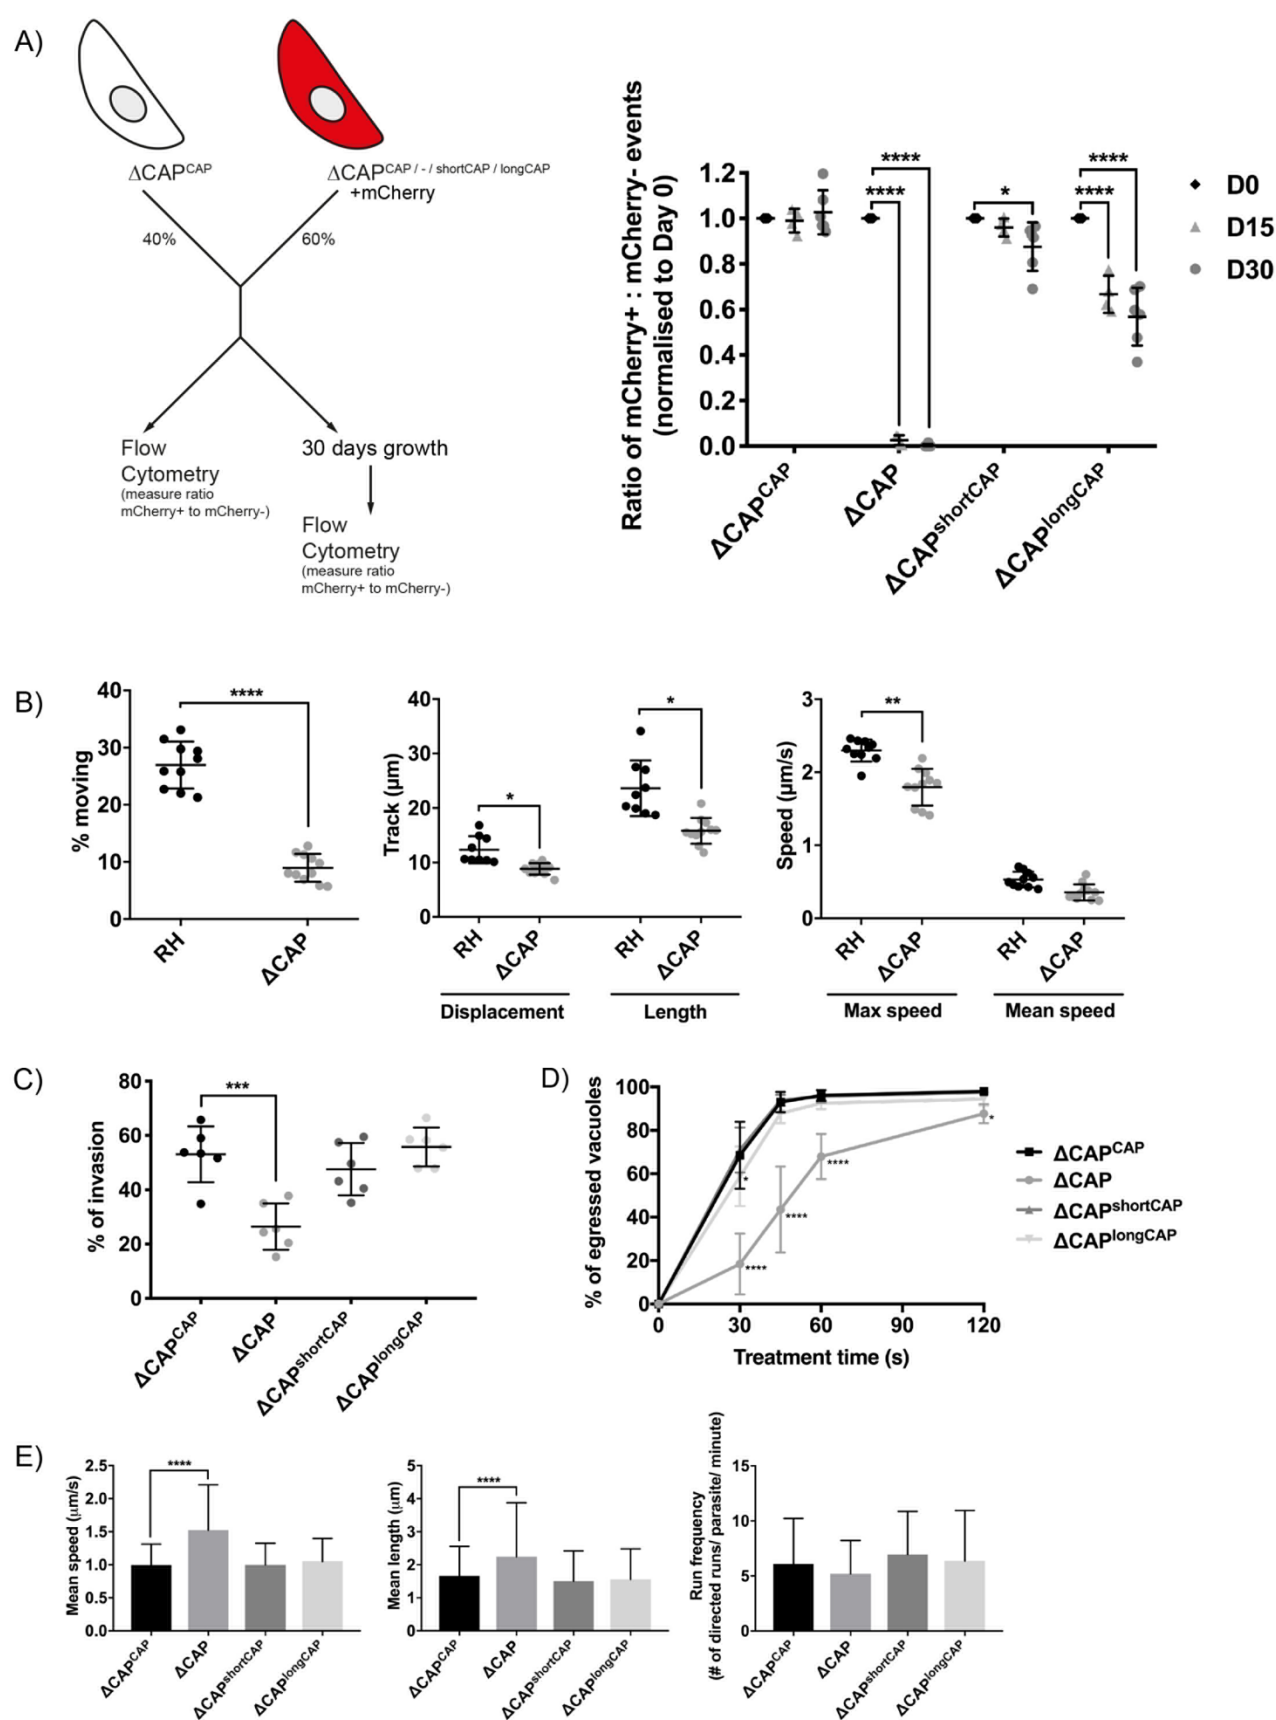 A)
ΔCAP^CAP
ΔCAP^CAP / - / shortCAP / longCAP
+mCherry
40%
60%
Flow
Cytometry
(measure ratio
mCherry+ to mCherry-)
30 days growth
Flow
Cytometry
(measure ratio
mCherry+ to mCherry-)
Ratio of mCherry+ : mCherry- events
(normalised to Day 0)
1.2
1.0
0.8
0.6
0.4
0.2
0.0
****
****
*
****
****
D0
D15
D30
ΔCAP^CAP
ΔCAP
ΔCAP^shortCAP
ΔCAP^longCAP
B)
% moving
40
30
20
10
0
****
RH
ΔCAP
Track (µm)
40
30
20
10
0
*
*
RH
ΔCAP
RH
ΔCAP
Displacement
Length
Speed (µm/s)
3
2
1
0
**
RH
ΔCAP
RH
ΔCAP
Max speed
Mean speed
C)
% of invasion
80
60
40
20
0
***
ΔCAP^CAP
ΔCAP
ΔCAP^shortCAP
ΔCAP^longCAP
D)
% of egressed vacuoles
100
80
60
40
20
0
*
****
****
****
*
0
30
60
90
120
Treatment time (s)
ΔCAP^CAP
ΔCAP
ΔCAP^shortCAP
ΔCAP^longCAP
E)
Mean speed (µm/s)
2.5
2.0
1.5
1.0
0.5
0.0
****
ΔCAP^CAP
ΔCAP
ΔCAP^shortCAP
ΔCAP^longCAP
Mean length (µm)
5
4
3
2
1
0
****
ΔCAP^CAP
ΔCAP
ΔCAP^shortCAP
ΔCAP^longCAP
Run frequency
(# of directed runs/ parasite/ minute)
15
10
5
0
ΔCAP^CAP
ΔCAP
ΔCAP^shortCAP
ΔCAP^longCAP